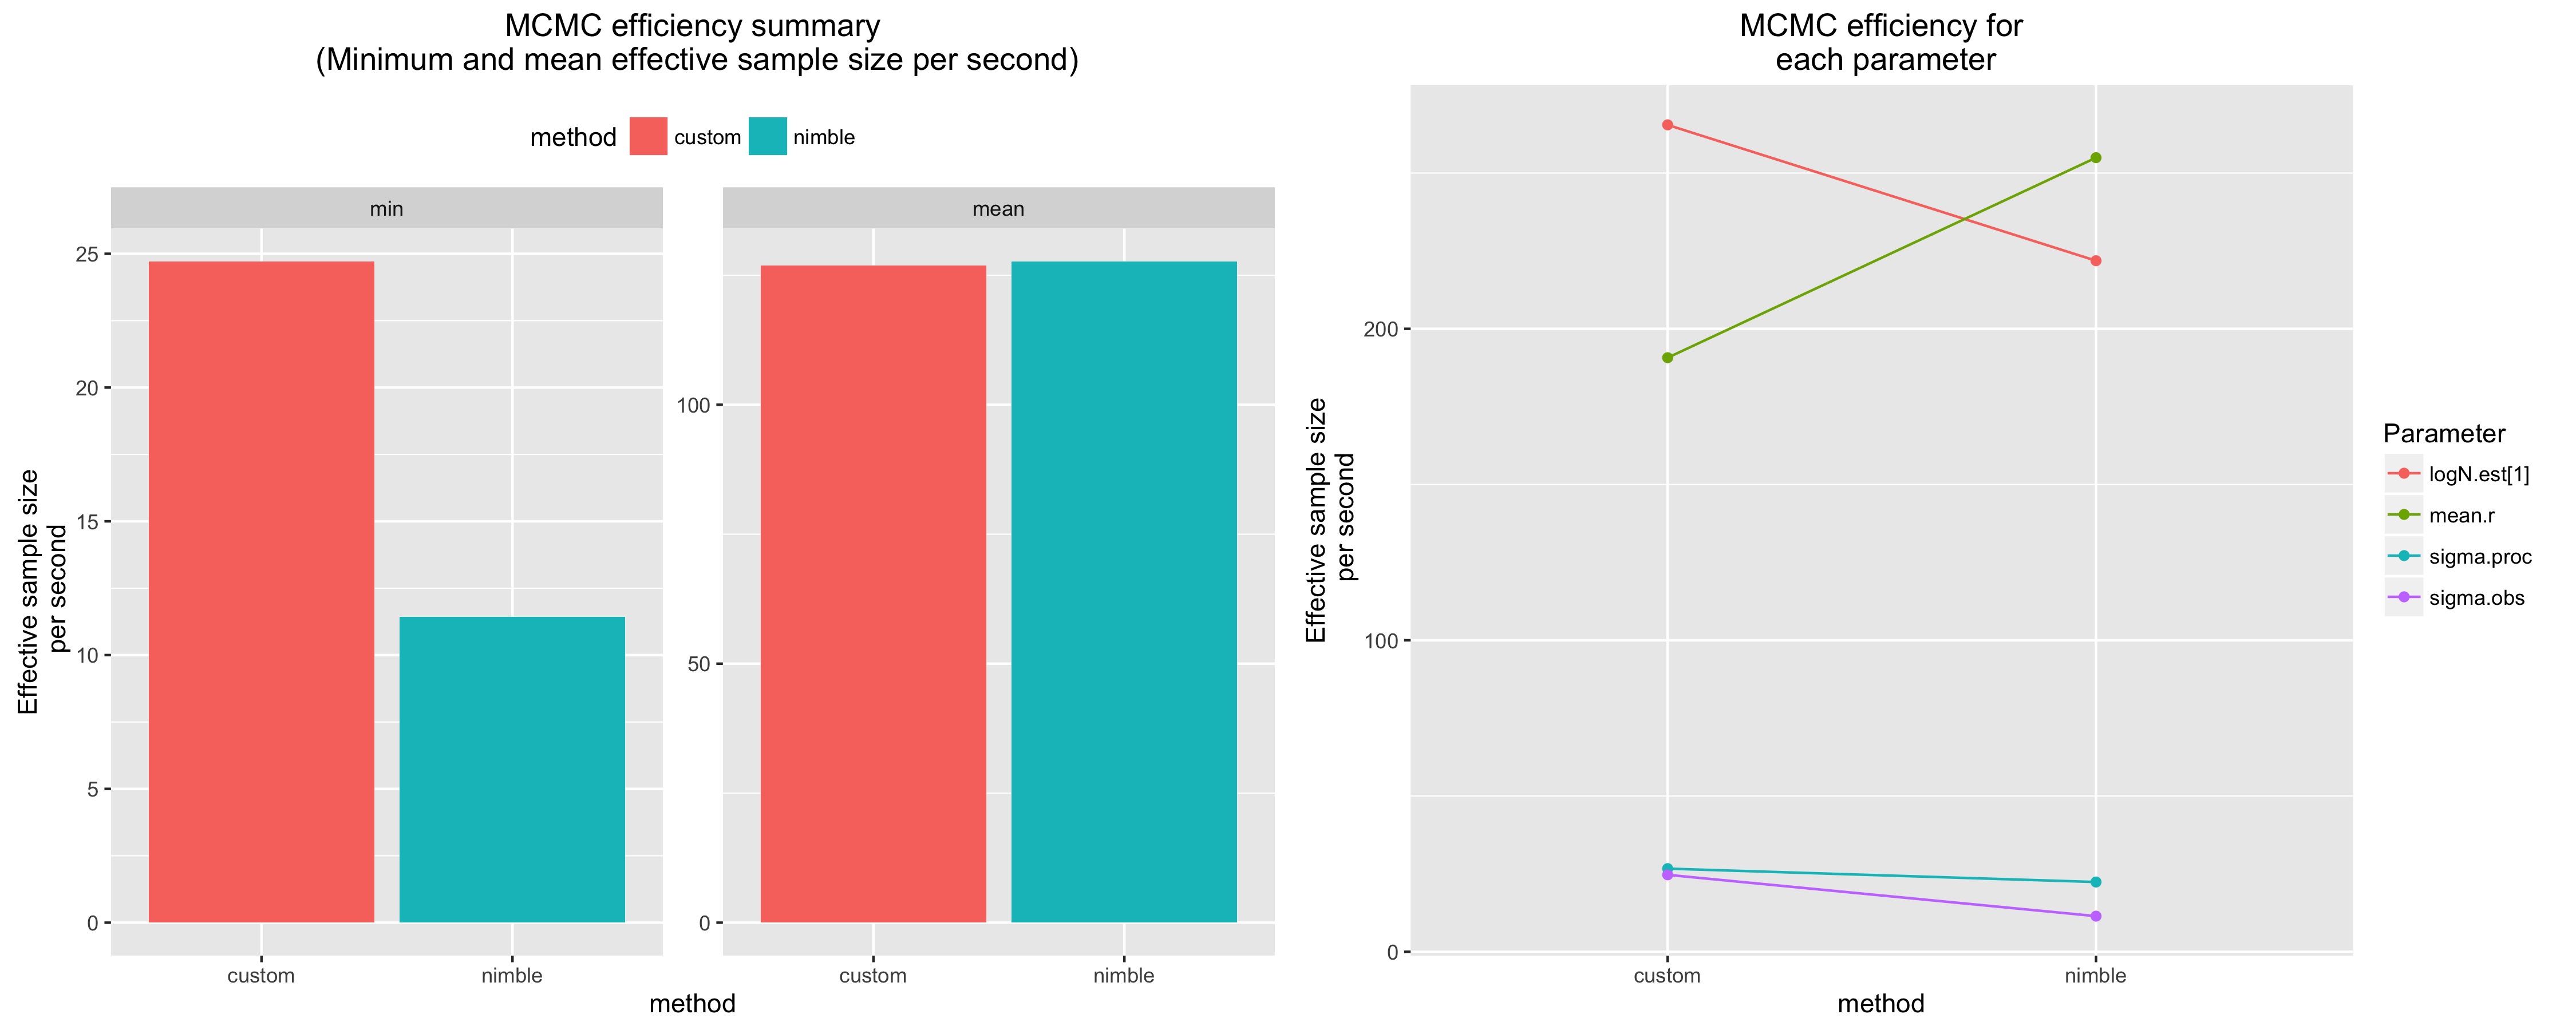 MCMC efficiency summary
(Minimum and mean effective sample size per second)
method custom nimble
min
mean
Effective sample size
per second
25
20
15
10
5
0
100
50
0
custom
nimble
custom
nimble
method
MCMC efficiency for
each parameter
Effective sample size
per second
200
100
0
custom
nimble
method
Parameter
logN.est[1]
mean.r
sigma.proc
sigma.obs